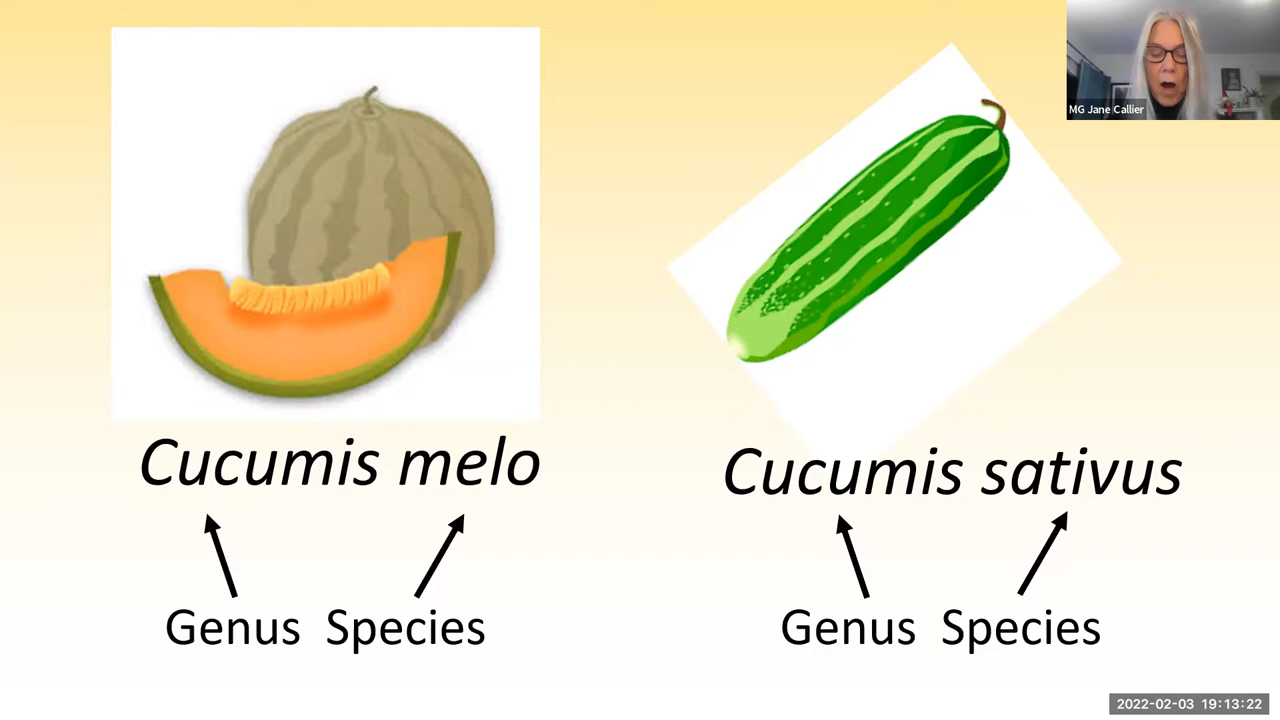 MG Jane Callier
Cucumis melo
Cucumis sativus
Genus Species
Genus Species
2022-02-03 19:13:22